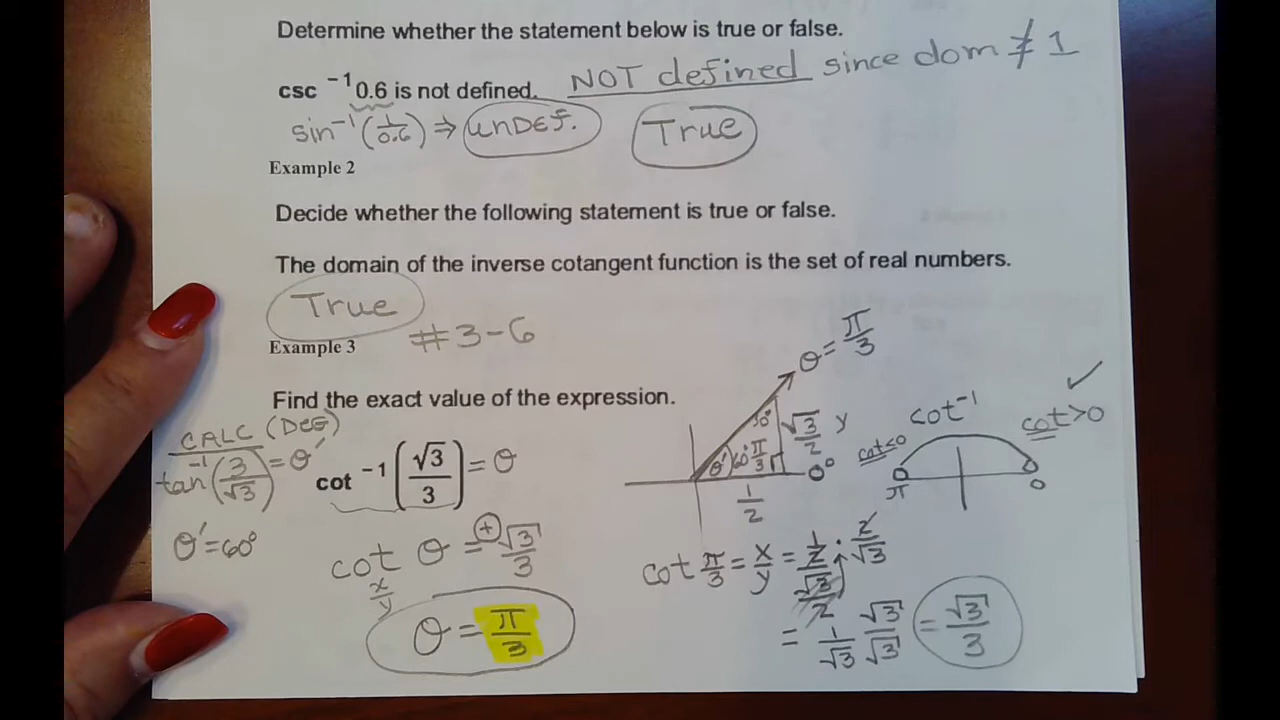 Determine whether the statement below is true or false.
csc ⁻¹0.6 is not defined. NOT defined since dom ≱ 1
sin⁻¹(1/0.6) ⇒ UNDEF. True
Example 2
Decide whether the following statement is true or false.
The domain of the inverse cotangent function is the set of real numbers.
True
#3-6
Example 3
Find the exact value of the expression.
CALC (DEG)
tan⁻¹(3/√3) = θ'
θ' = 60°
cot ⁻¹(√3/3) = θ
cot θ = +√3/3
x/y
θ = π/3
θ = π/3
30°
√3/2 y
θ' 60° π/3
0°
1/2
cot⁻¹
cot<0
cot>0
π
0
cot π/3 = x/y = 1/2 / √3/2 · 2/√3
= 1/√3 √3/√3 = √3/3